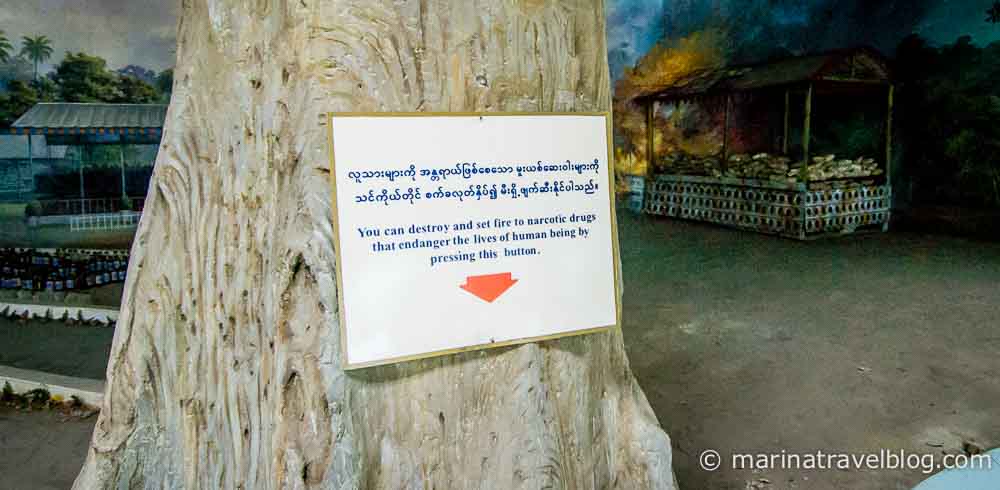 လူသားများကို အန္တရာယ်ဖြစ်စေသော မူးယစ်ဆေးဝါးများကို
သင်ကိုယ်တိုင် စက်ခလုတ်နှိပ်၍ မီးရှို့ဖျက်ဆီးနိုင်ပါသည်။
You can destroy and set fire to narcotic drugs
that endanger the lives of human being by
pressing this button.
© marinatravelblog.com